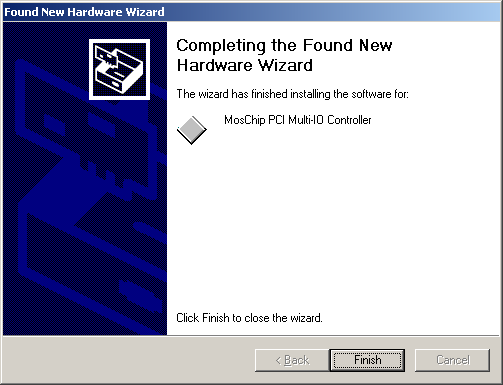 Found New Hardware Wizard
Completing the Found New
Hardware Wizard
The wizard has finished installing the software for:
MosChip PCI Multi-IO Controller
Click Finish to close the wizard.
< Back
Finish
Cancel